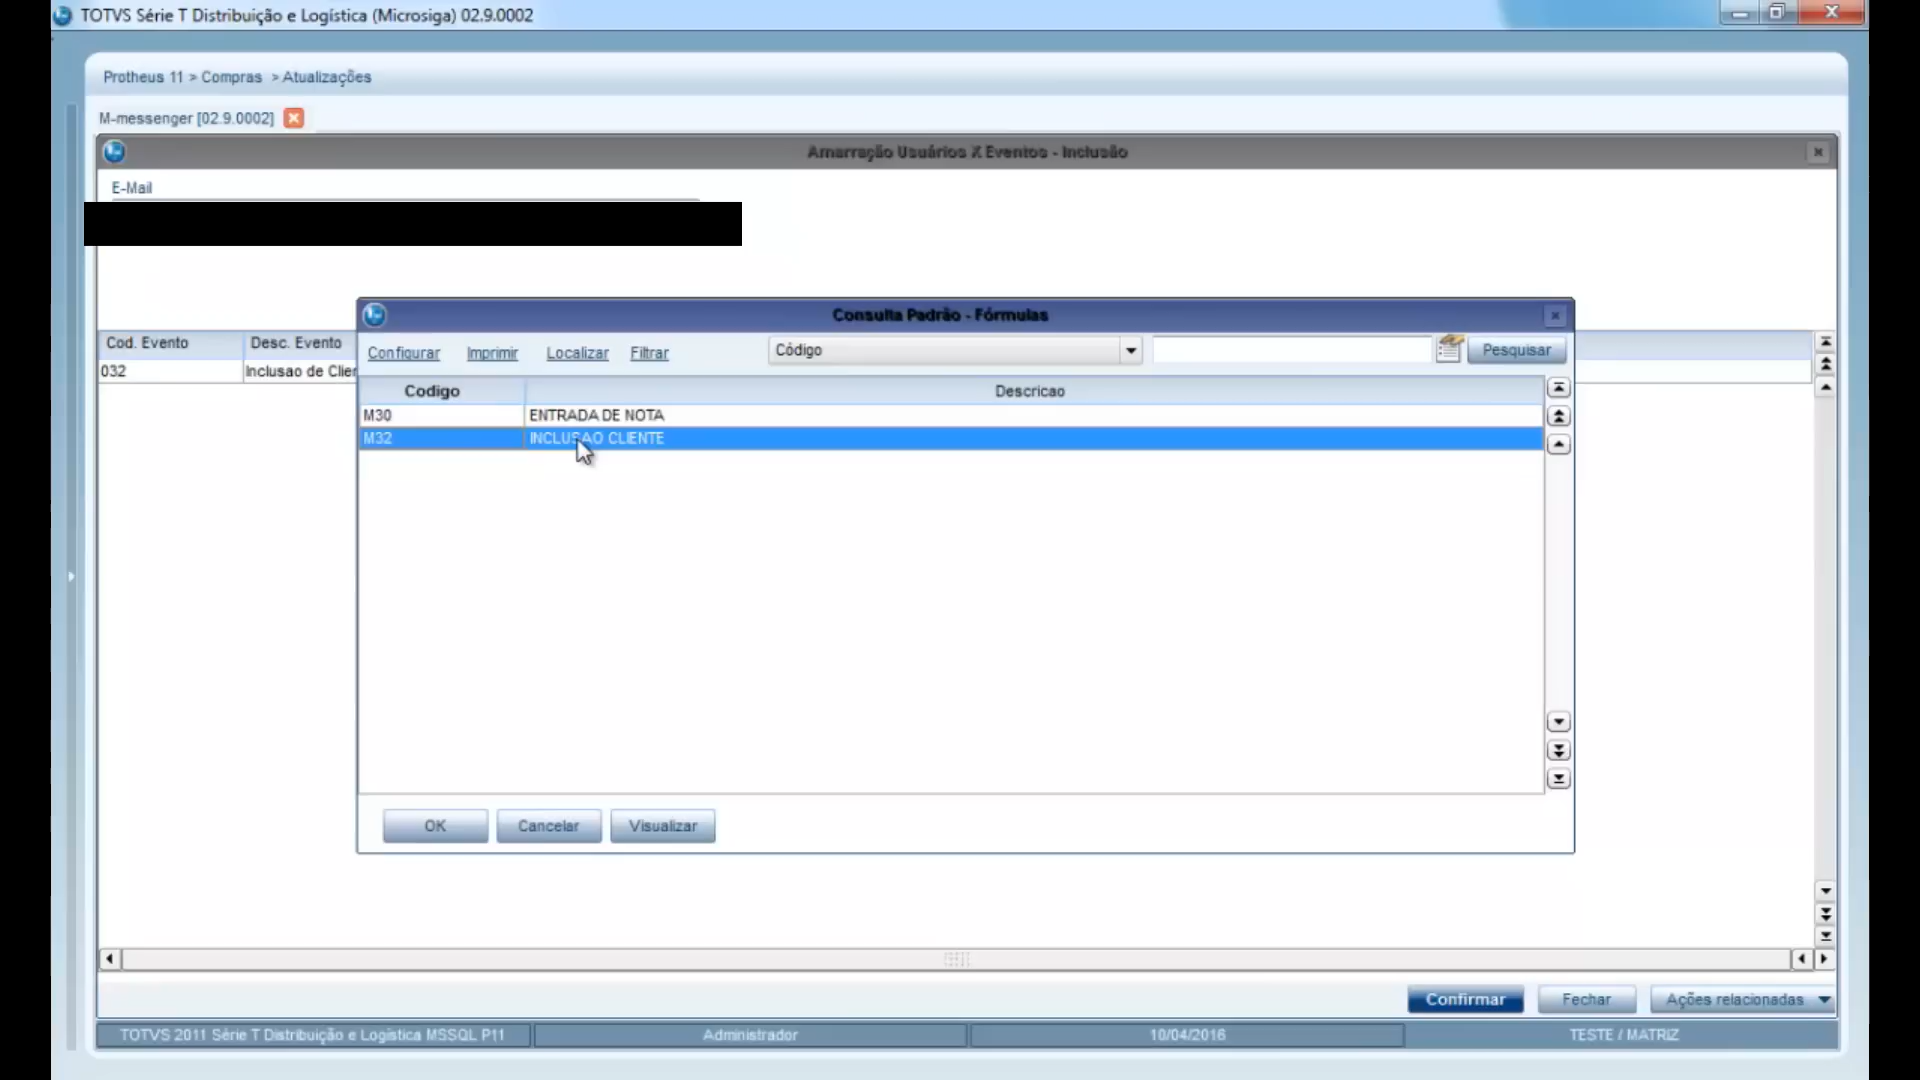 TOTVS Série T Distribuição e Logística (Microsiga) 02.9.0002
Protheus 11 > Compras > Atualizações
M-messenger [02.9.0002]
Amarração Usuários X Eventos - Inclusão
E-Mail
Consulta Padrão - Fórmulas
Cod. Evento Desc. Evento
Configurar Imprimir Localizar Filtrar Código Pesquisar
032 Inclusao de Clien
Codigo Descricao
M30 ENTRADA DE NOTA
M32 INCLUSAO CLIENTE
OK Cancelar Visualizar
Confirmar Fechar Ações relacionadas
TOTVS 2011 Série T Distribuição e Logística MSSQL P11 Administrador 10/04/2016 TESTE / MATRIZ